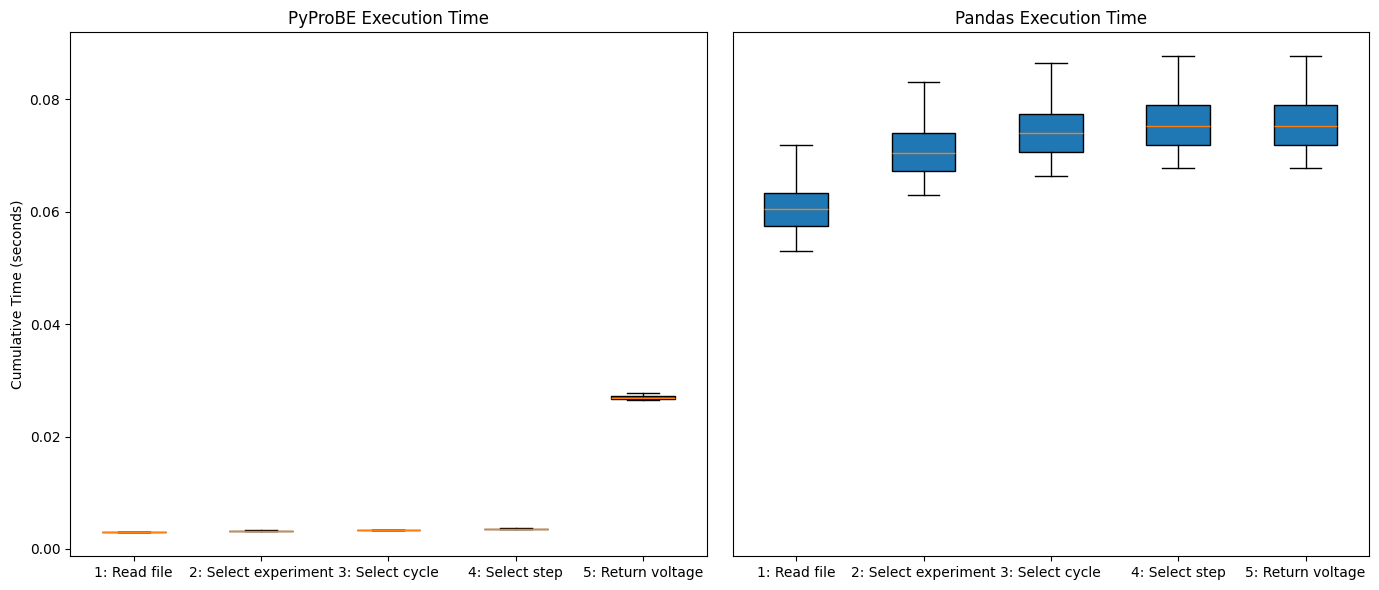 PyProBE Execution Time
Pandas Execution Time
Cumulative Time (seconds)
0.08
0.06
0.04
0.02
0.00
1: Read file
2: Select experiment
3: Select cycle
4: Select step
5: Return voltage
1: Read file
2: Select experiment
3: Select cycle
4: Select step
5: Return voltage